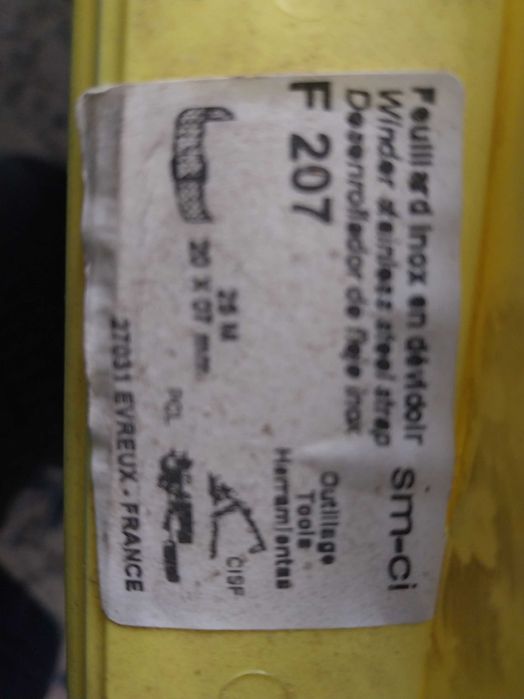 Feuillard inox en dévidoir
Winder stainless steel strap
Desenrollador de fleje inox
sm-ci
F 207
Outillage
Tools
Herramientas
25 M
20 X 07 mm
CISF
PCL
27031 EVREUX - FRANCE